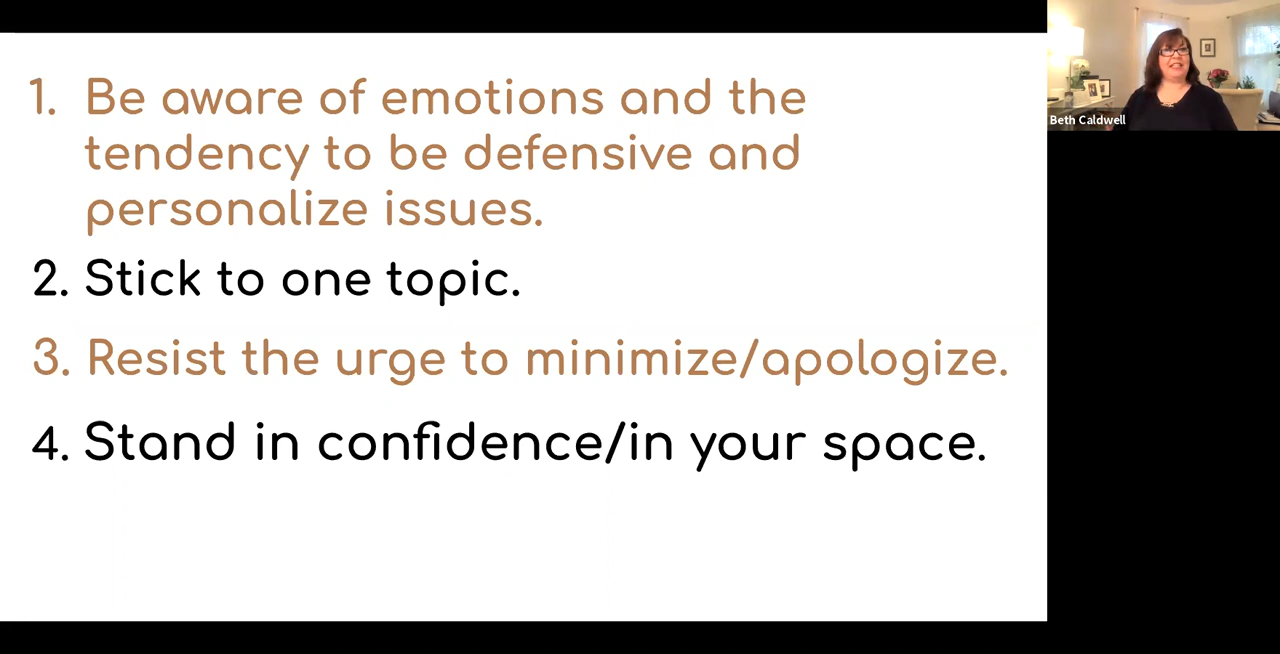 1. Be aware of emotions and the
tendency to be defensive and
personalize issues.
2. Stick to one topic.
3. Resist the urge to minimize/apologize.
4. Stand in confidence/in your space.
Beth Caldwell